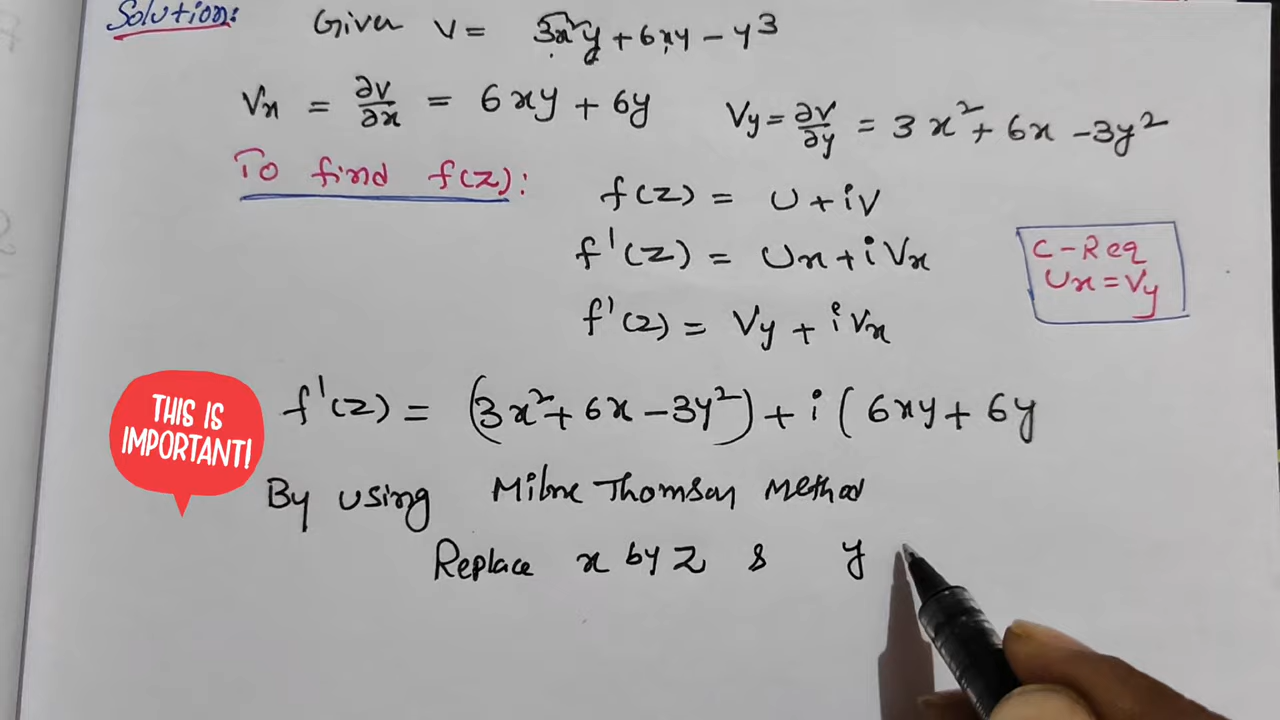 Solution:
Given V = 3x²y + 6xy - y³
Vx = ∂V/∂x = 6xy + 6y
Vy = ∂V/∂y = 3x² + 6x - 3y²
To find f(z):
f(z) = U + iV
f'(z) = Ux + iVx
C-R eq
Ux = Vy
f'(z) = Vy + iVx
THIS IS
IMPORTANT!
f'(z) = (3x² + 6x - 3y²) + i (6xy + 6y
By using Milne Thomson Method
Replace x by z & y